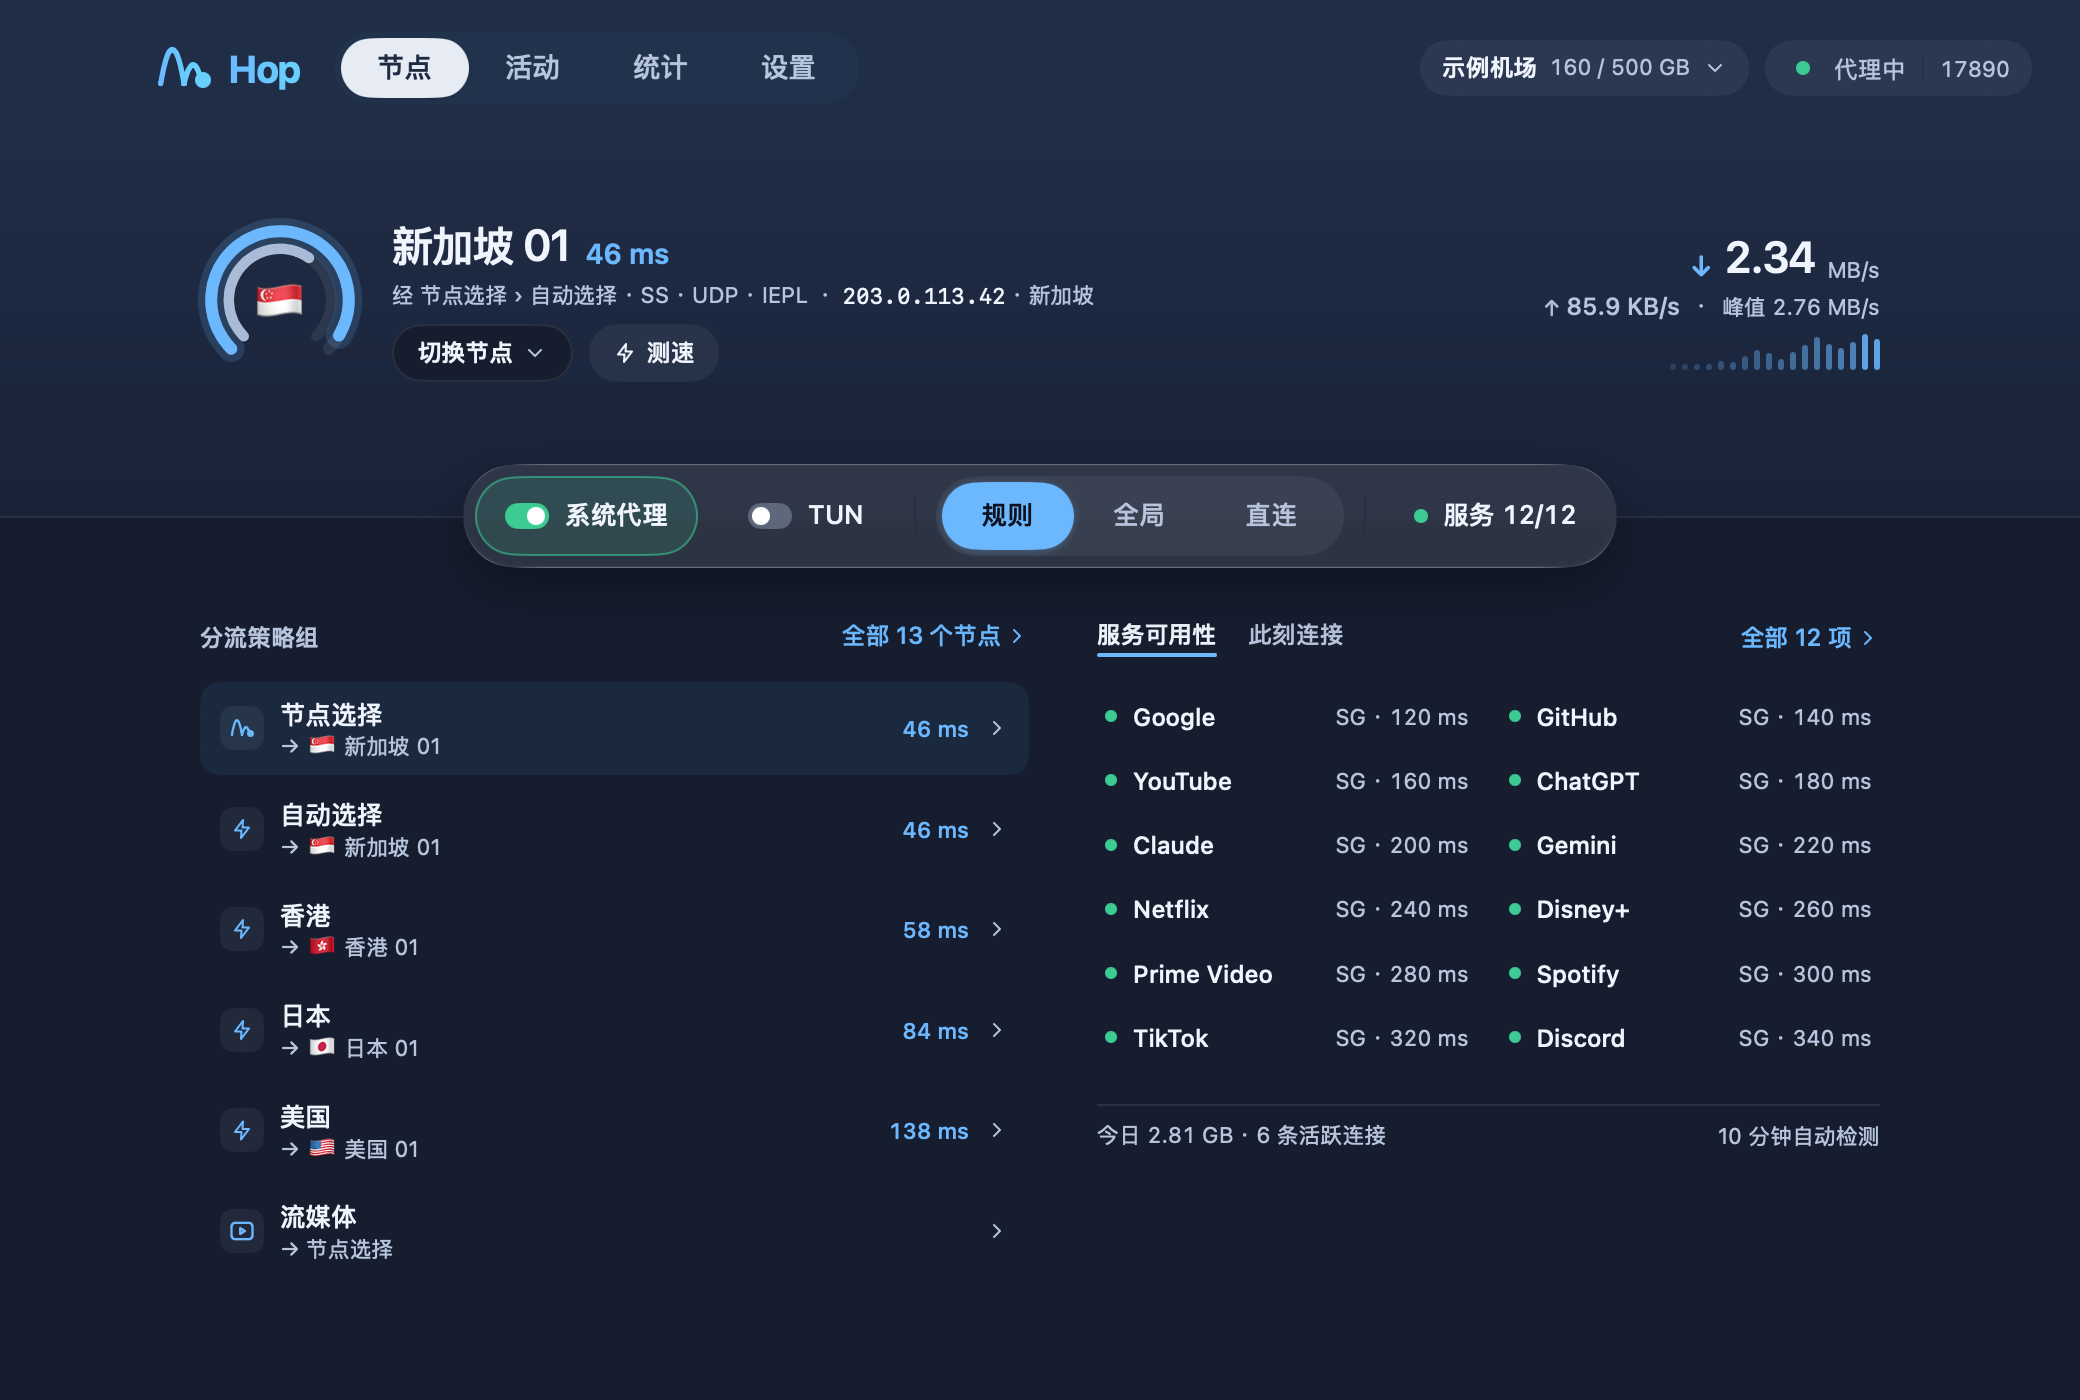 Hop
节点 活动 统计 设置
示例机场 160 / 500 GB
代理中 17890
新加坡 01 46 ms
经 节点选择 › 自动选择 · SS · UDP · IEPL · 203.0.113.42 · 新加坡
切换节点 测速
↓ 2.34 MB/s
↑ 85.9 KB/s · 峰值 2.76 MB/s
系统代理 TUN 规则 全局 直连 服务 12/12
分流策略组 全部 13 个节点 ›
节点选择
→ 🇸🇬 新加坡 01
46 ms
自动选择
→ 🇸🇬 新加坡 01
46 ms
香港
→ 🇭🇰 香港 01
58 ms
日本
→ 🇯🇵 日本 01
84 ms
美国
→ 🇺🇸 美国 01
138 ms
流媒体
→ 节点选择
服务可用性 此刻连接 全部 12 项 ›
Google SG · 120 ms GitHub SG · 140 ms
YouTube SG · 160 ms ChatGPT SG · 180 ms
Claude SG · 200 ms Gemini SG · 220 ms
Netflix SG · 240 ms Disney+ SG · 260 ms
Prime Video SG · 280 ms Spotify SG · 300 ms
TikTok SG · 320 ms Discord SG · 340 ms
今日 2.81 GB · 6 条活跃连接 10 分钟自动检测